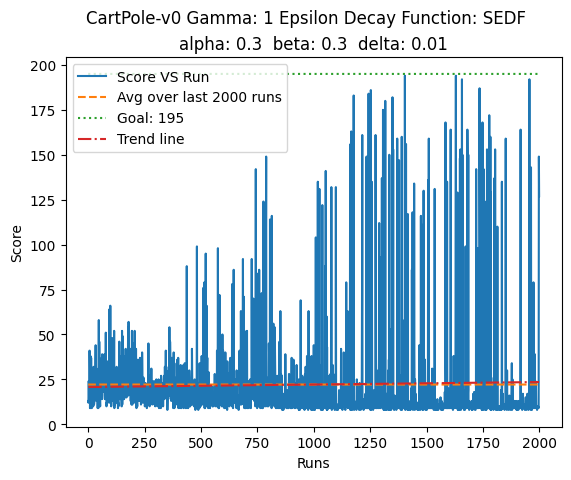 CartPole-v0 Gamma: 1 Epsilon Decay Function: SEDF
alpha: 0.3 beta: 0.3 delta: 0.01
Score VS Run
Avg over last 2000 runs
Goal: 195
Trend line
200
175
150
125
100
75
50
25
0
Score
0 250 500 750 1000 1250 1500 1750 2000
Runs